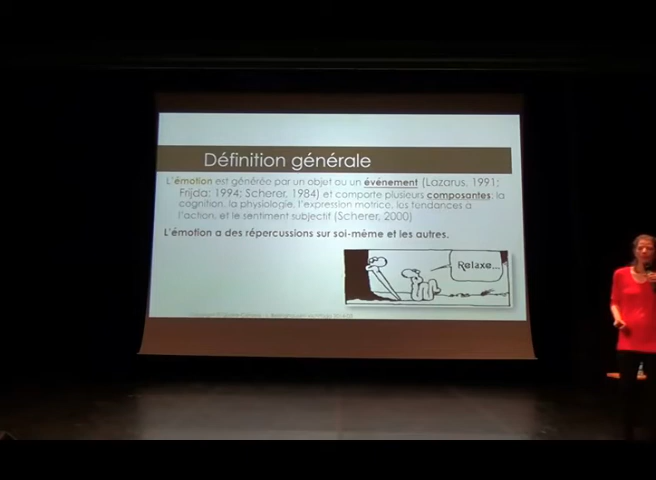 Définition générale
L'émotion est générée par un objet ou un événement (Lazarus, 1991;
Frijda; 1994; Scherer, 1984) et comporte plusieurs composantes: la
cognition, la physiologie, l'expression motrice, les tendances à
l'action, et le sentiment subjectif (Scherer, 2000)
L'émotion a des répercussions sur soi-même et les autres.
Relaxe...